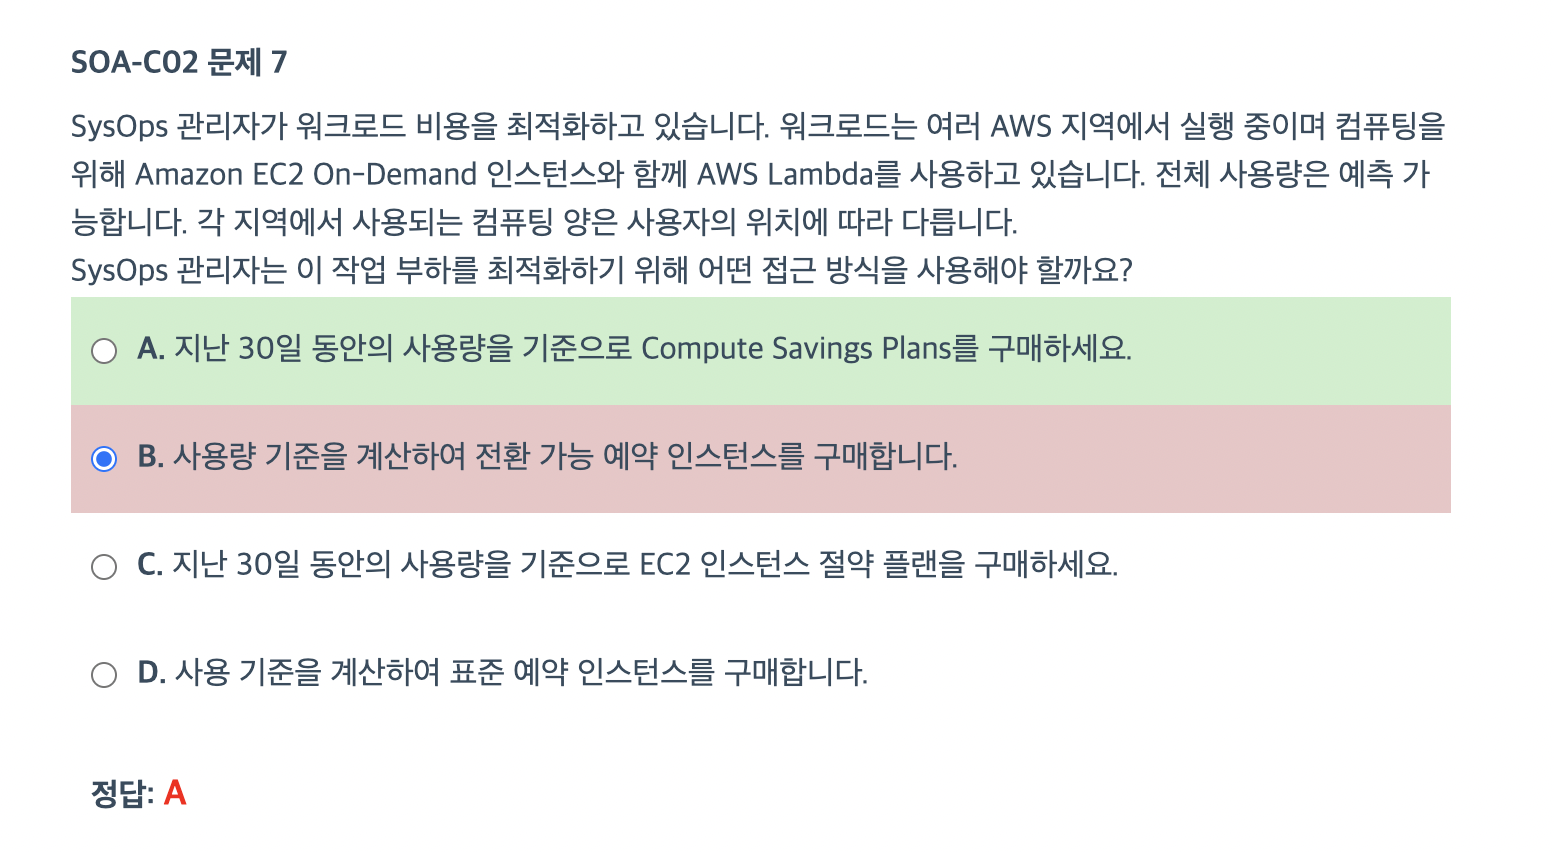 SOA-C02 문제 7
SysOps 관리자가 워크로드 비용을 최적화하고 있습니다. 워크로드는 여러 AWS 지역에서 실행 중이며 컴퓨팅을
위해 Amazon EC2 On-Demand 인스턴스와 함께 AWS Lambda를 사용하고 있습니다. 전체 사용량은 예측 가
능합니다. 각 지역에서 사용되는 컴퓨팅 양은 사용자의 위치에 따라 다릅니다.
SysOps 관리자는 이 작업 부하를 최적화하기 위해 어떤 접근 방식을 사용해야 할까요?
A. 지난 30일 동안의 사용량을 기준으로 Compute Savings Plans를 구매하세요.
B. 사용량 기준을 계산하여 전환 가능 예약 인스턴스를 구매합니다.
C. 지난 30일 동안의 사용량을 기준으로 EC2 인스턴스 절약 플랜을 구매하세요.
D. 사용 기준을 계산하여 표준 예약 인스턴스를 구매합니다.
정답: A